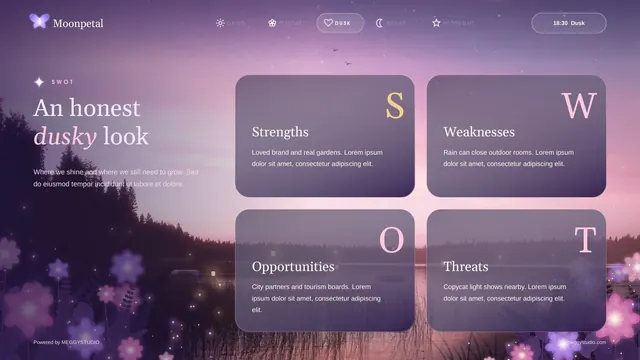 Moonpetal
DUSK
18:30 Dusk
SWOT
An honest
dusky look
Where we shine and where we still need to grow. Sed
do eiusmod tempor incididunt ut labore et dolore.
S
Strengths
Loved brand and real gardens. Lorem ipsum
dolor sit amet, consectetur adipiscing elit.
W
Weaknesses
Rain can close outdoor rooms. Lorem ipsum
dolor sit amet, consectetur adipiscing elit.
O
Opportunities
City partners and tourism boards. Lorem
ipsum dolor sit amet, consectetur adipiscing
elit.
T
Threats
Copycat light shows nearby. Lorem ipsum
dolor sit amet, consectetur adipiscing elit.
Powered by MEGGYSTUDIO